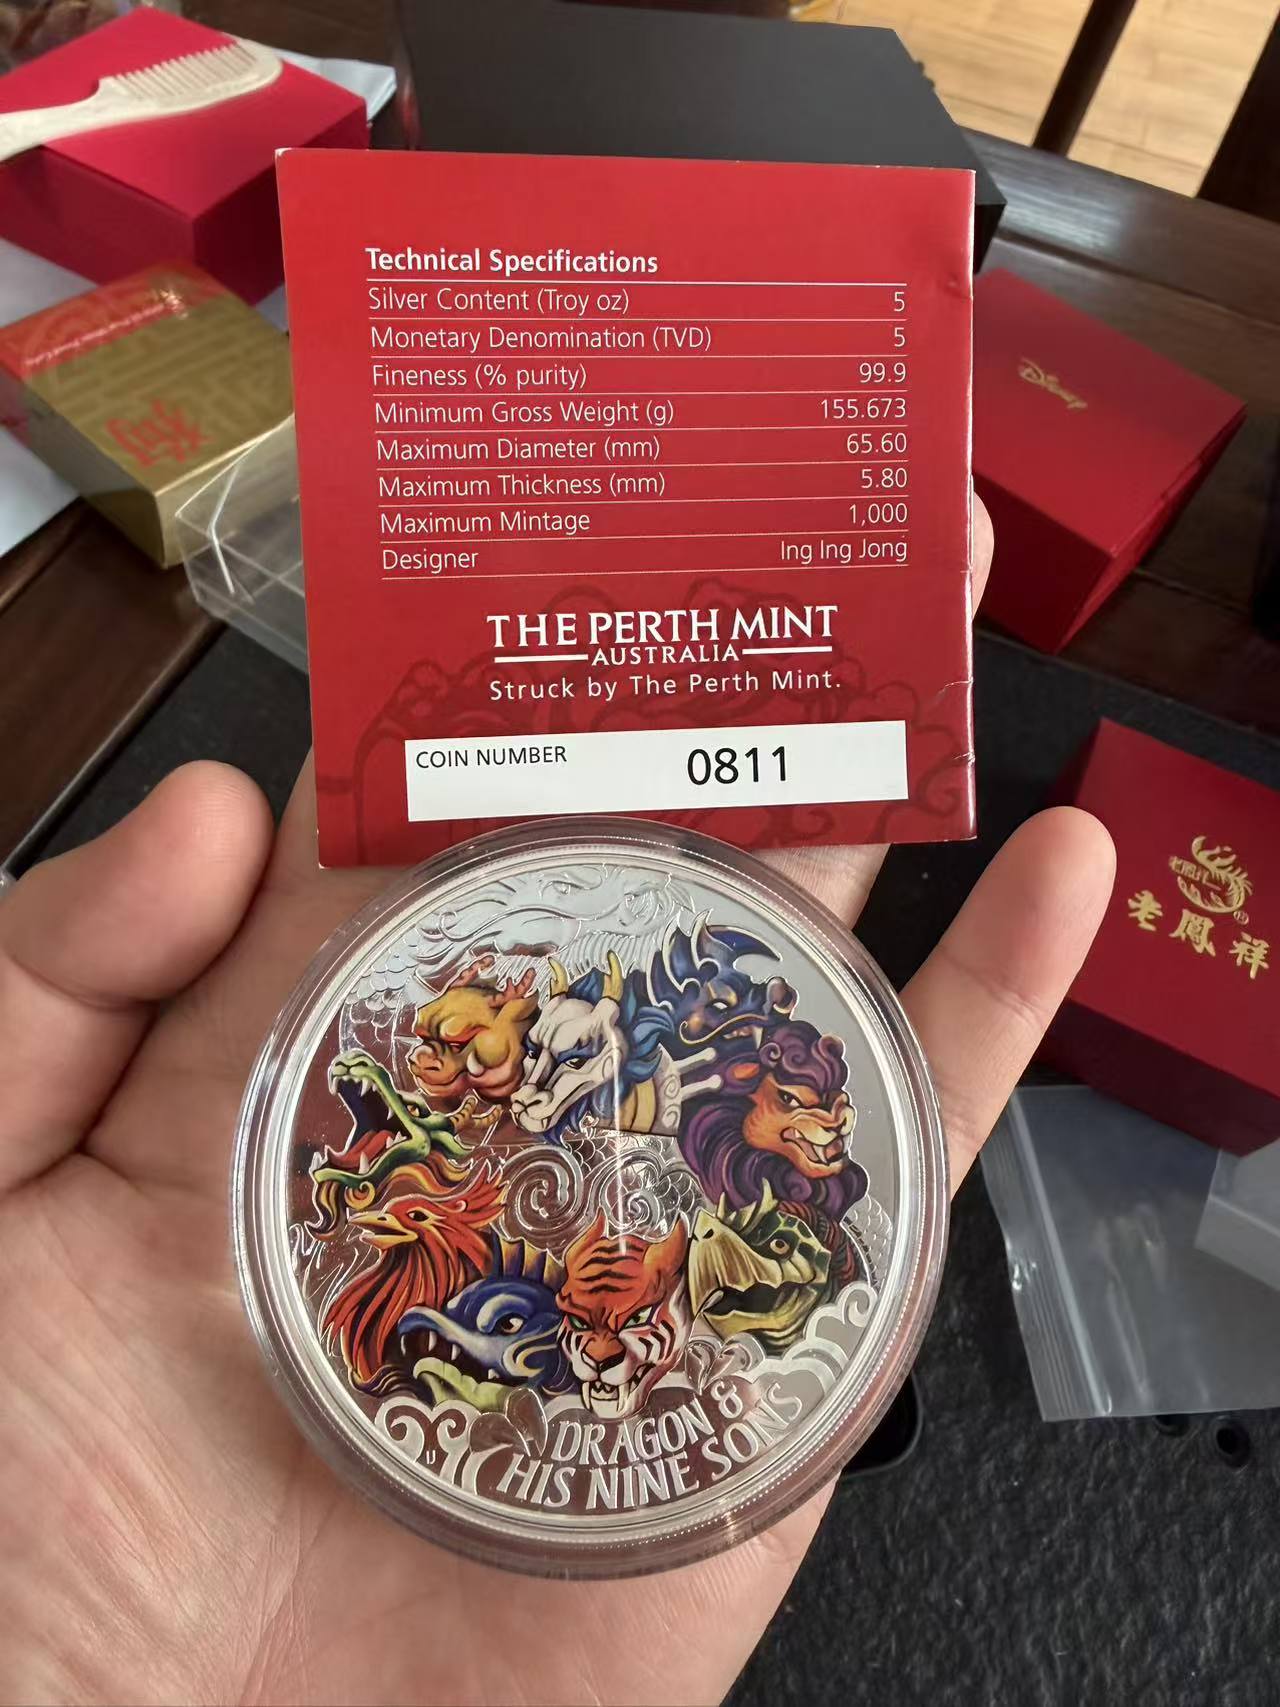 Technical Specifications
Silver Content (Troy oz) 5
Monetary Denomination (TVD) 5
Fineness (% purity) 99.9
Minimum Gross Weight (g) 155.673
Maximum Diameter (mm) 65.60
Maximum Thickness (mm) 5.80
Maximum Mintage 1,000
Designer Ing Ing Jong
THE PERTH MINT
AUSTRALIA
Struck by The Perth Mint.
COIN NUMBER 0811
Disney
老鳳祥
DRAGON &
HIS NINE SONS
IJ